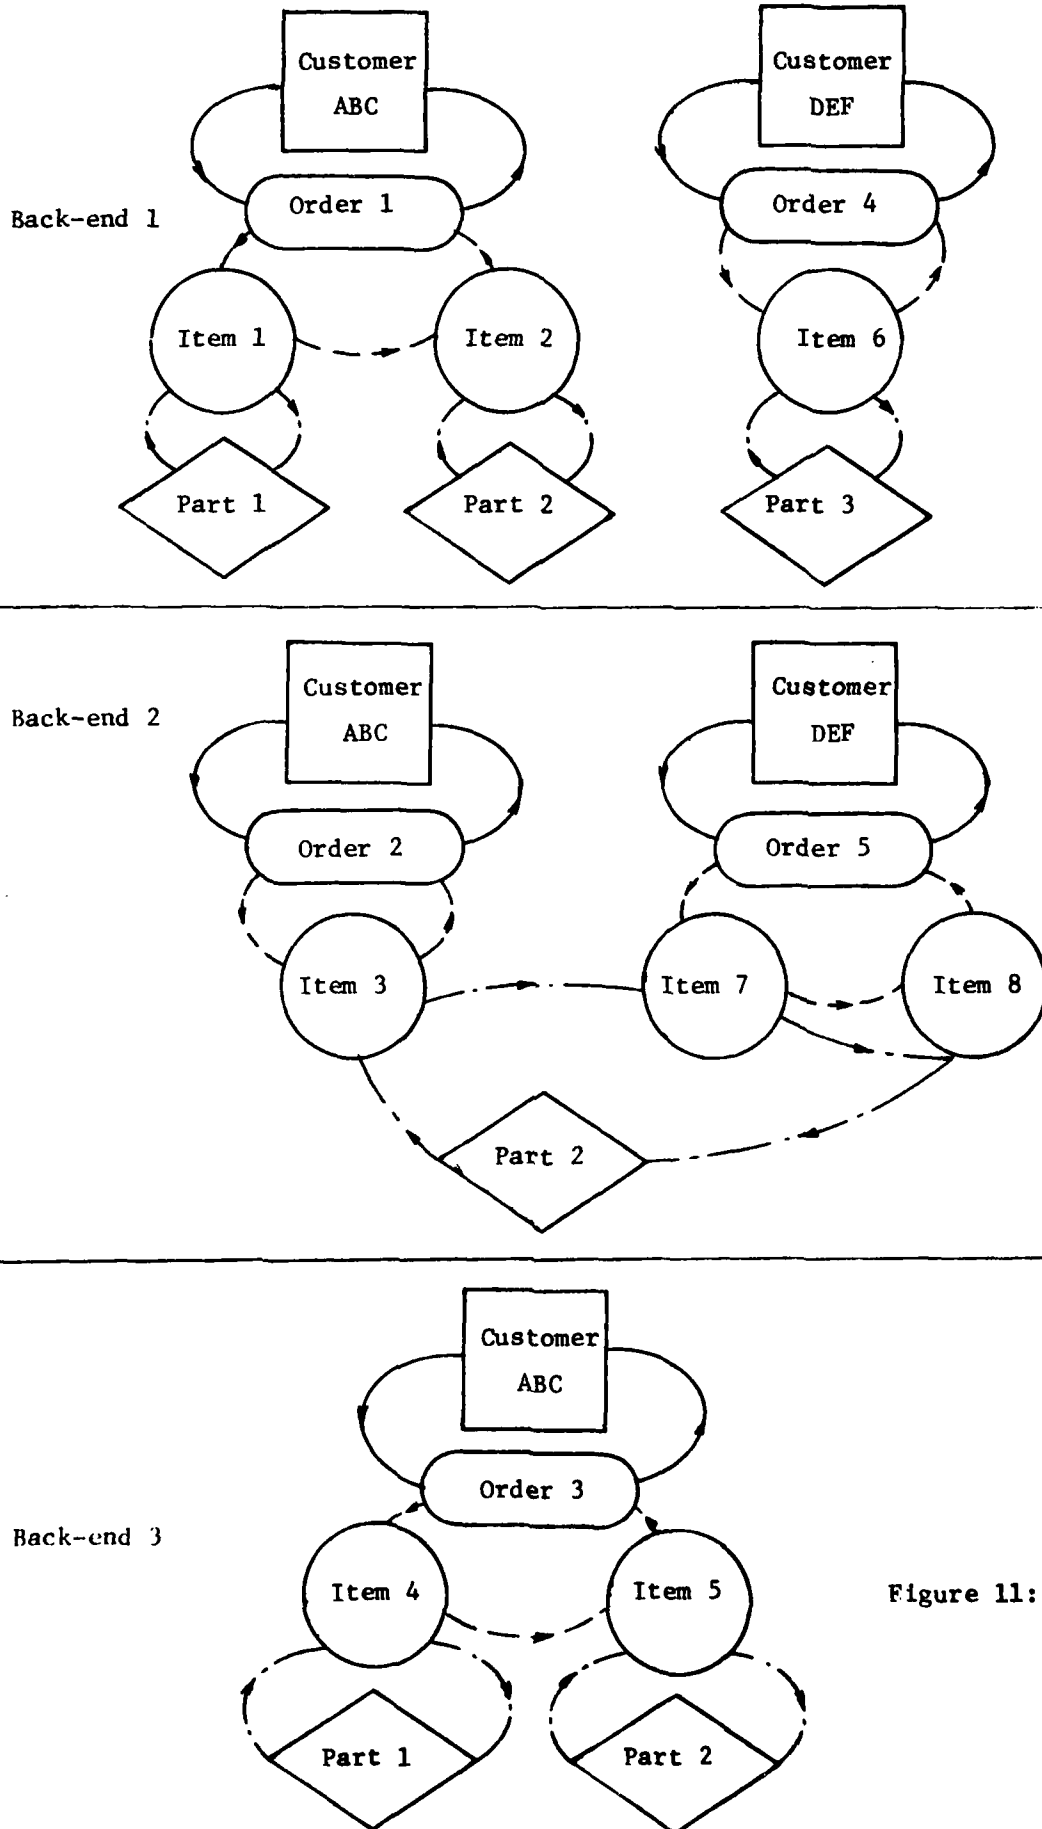 Customer
ABC
Customer
DEF
Back-end 1
Order 1
Order 4
Item 1
Item 2
Item 6
Part 1
Part 2
Part 3
Back-end 2
Customer
ABC
Customer
DEF
Order 2
Order 5
Item 3
Item 7
Item 8
Part 2
Customer
ABC
Order 3
Back-end 3
Item 4
Item 5
Figure 11:
Part 1
Part 2